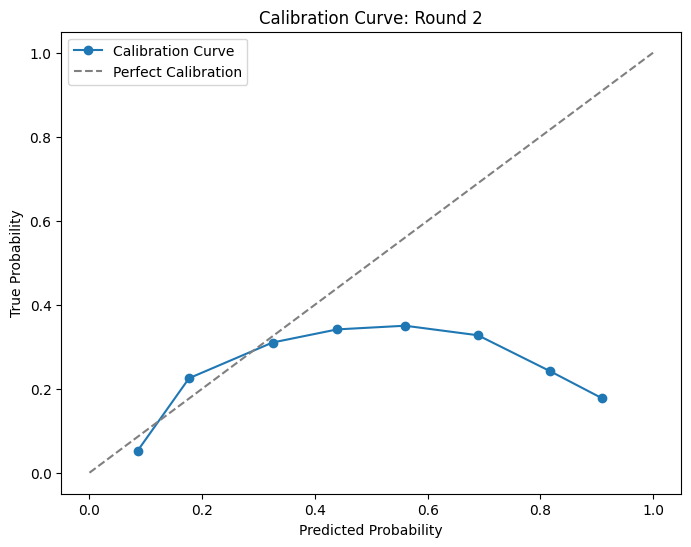 Calibration Curve: Round 2
Calibration Curve
Perfect Calibration
True Probability
1.0
0.8
0.6
0.4
0.2
0.0
0.0 0.2 0.4 0.6 0.8 1.0
Predicted Probability